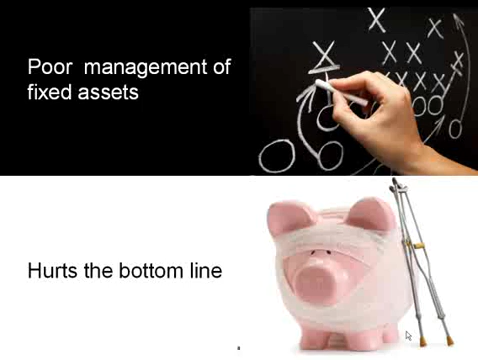 Poor management of
fixed assets
Hurts the bottom line